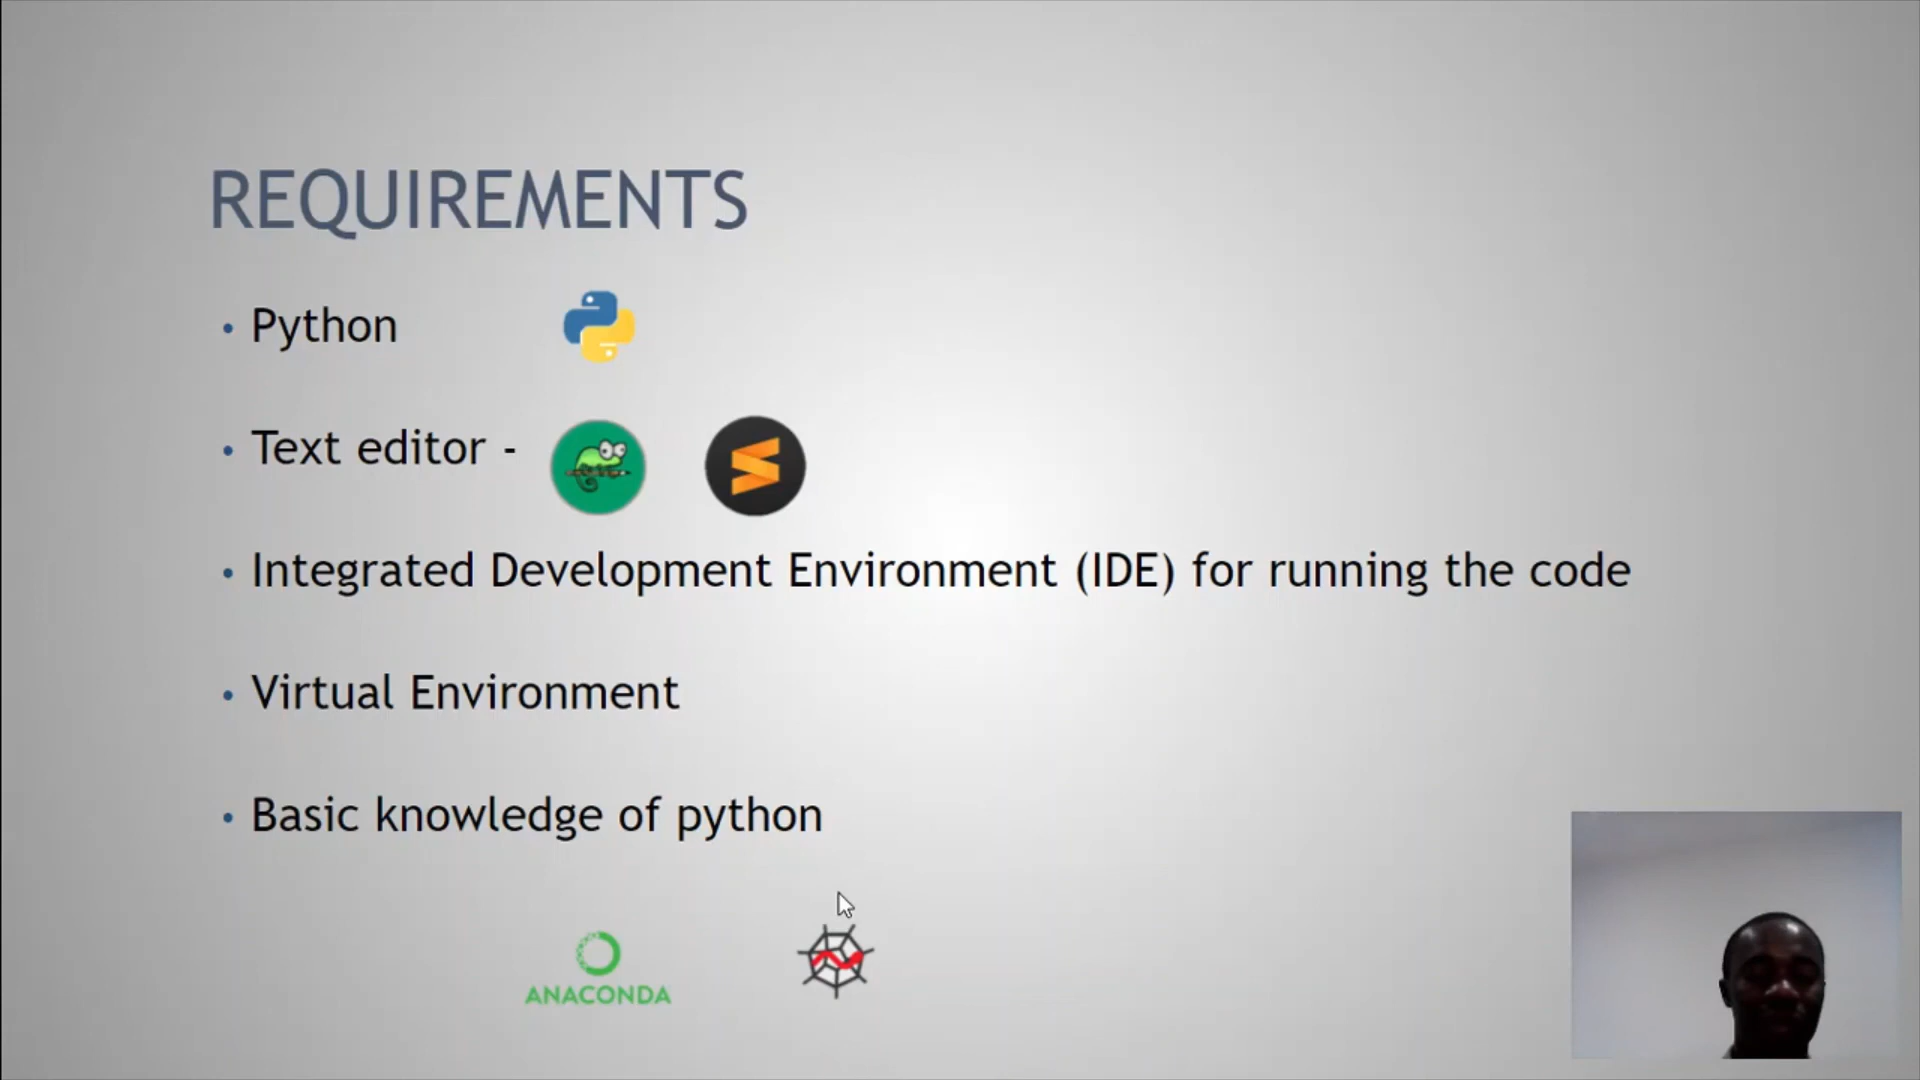 REQUIREMENTS
• Python
• Text editor -
• Integrated Development Environment (IDE) for running the code
• Virtual Environment
• Basic knowledge of python
ANACONDA